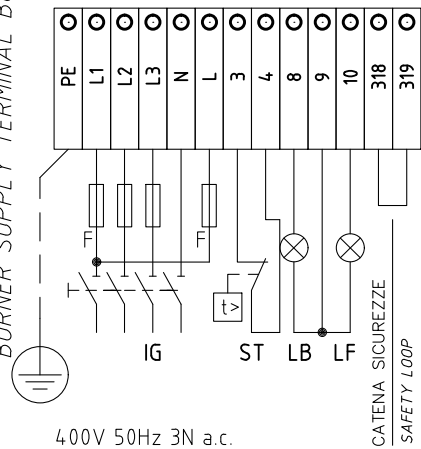 BURNER SUPPLY TERMINAL
PE L1 L2 L3 N L 3 4 8 9 10 318 319
F F
t>
IG ST LB LF
CATENA SICUREZZE
SAFETY LOOP
400V 50Hz 3N a.c.